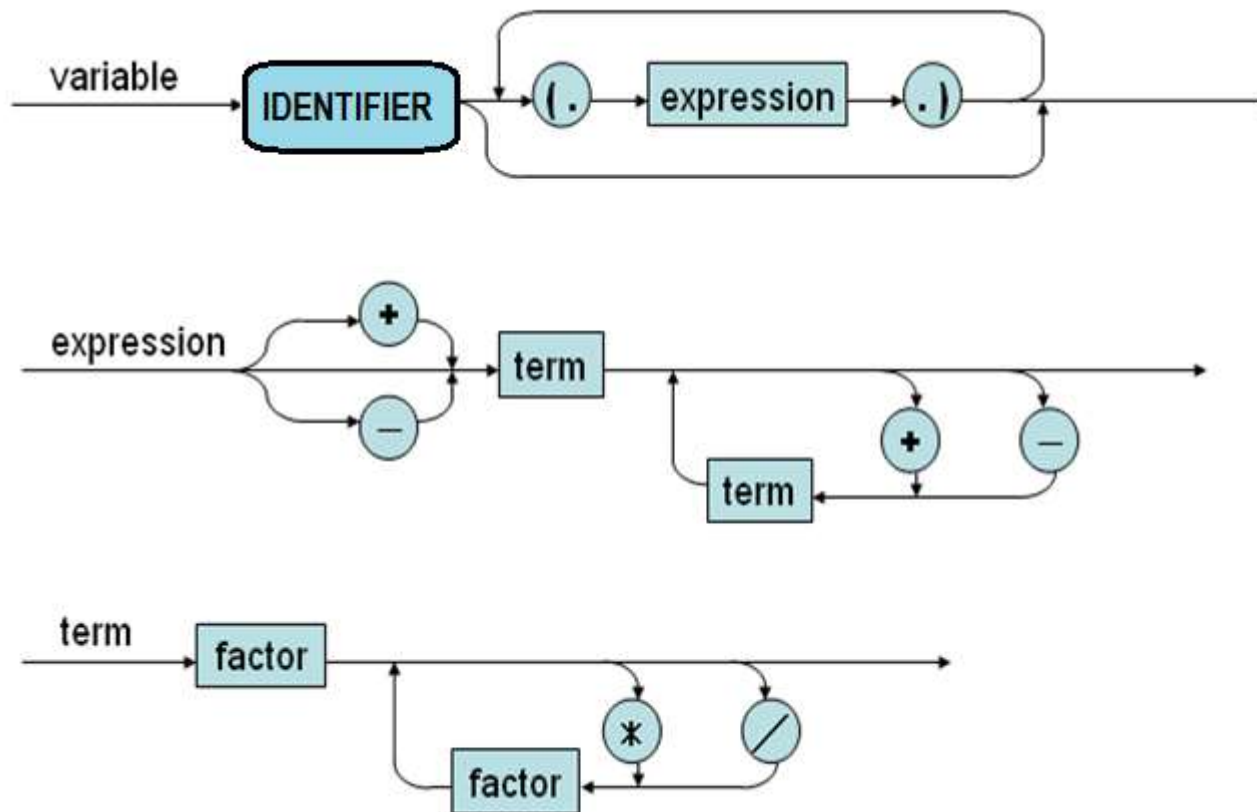 variable IDENTIFIER (. expression .)
+
expression term
− + −
term
term factor
* /
factor